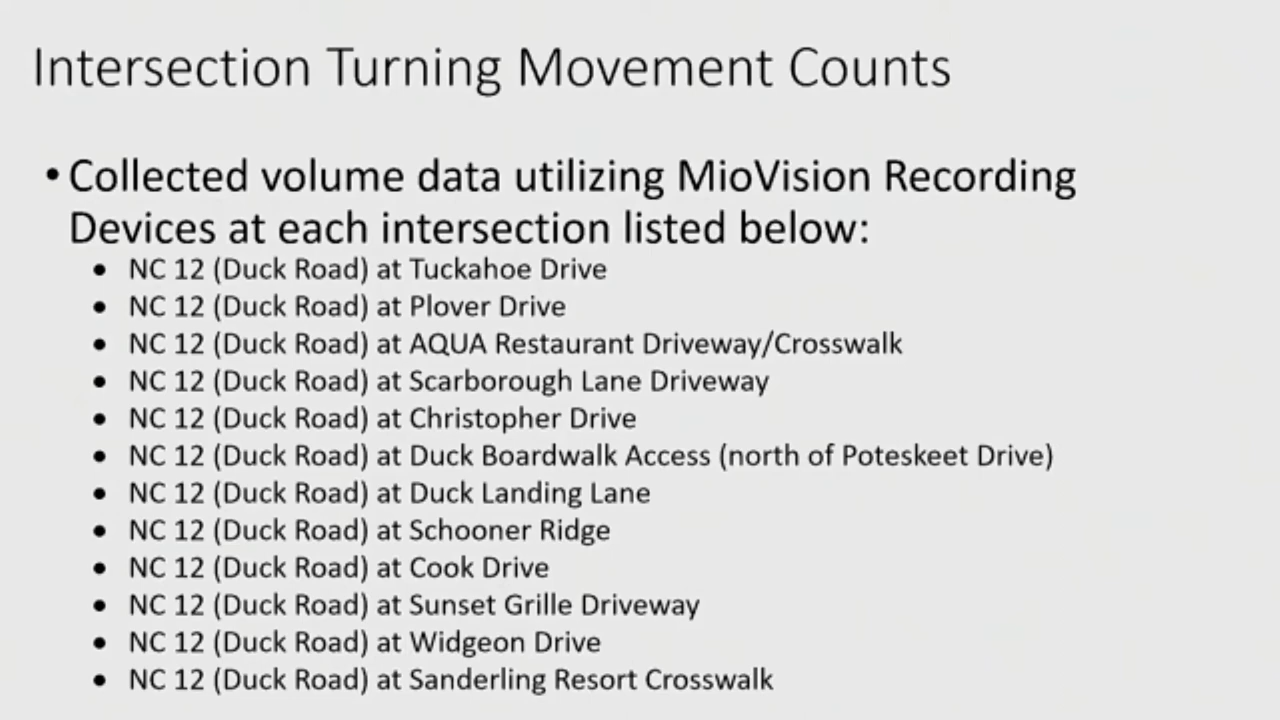 Intersection Turning Movement Counts
• Collected volume data utilizing MioVision Recording
Devices at each intersection listed below:
• NC 12 (Duck Road) at Tuckahoe Drive
• NC 12 (Duck Road) at Plover Drive
• NC 12 (Duck Road) at AQUA Restaurant Driveway/Crosswalk
• NC 12 (Duck Road) at Scarborough Lane Driveway
• NC 12 (Duck Road) at Christopher Drive
• NC 12 (Duck Road) at Duck Boardwalk Access (north of Poteskeet Drive)
• NC 12 (Duck Road) at Duck Landing Lane
• NC 12 (Duck Road) at Schooner Ridge
• NC 12 (Duck Road) at Cook Drive
• NC 12 (Duck Road) at Sunset Grille Driveway
• NC 12 (Duck Road) at Widgeon Drive
• NC 12 (Duck Road) at Sanderling Resort Crosswalk